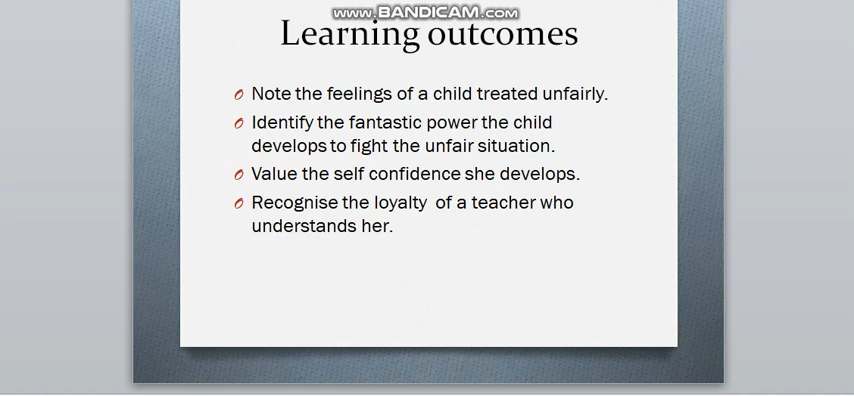 www.BANDICAM.com
Learning outcomes
Note the feelings of a child treated unfairly.
Identify the fantastic power the child
develops to fight the unfair situation.
Value the self confidence she develops.
Recognise the loyalty of a teacher who
understands her.